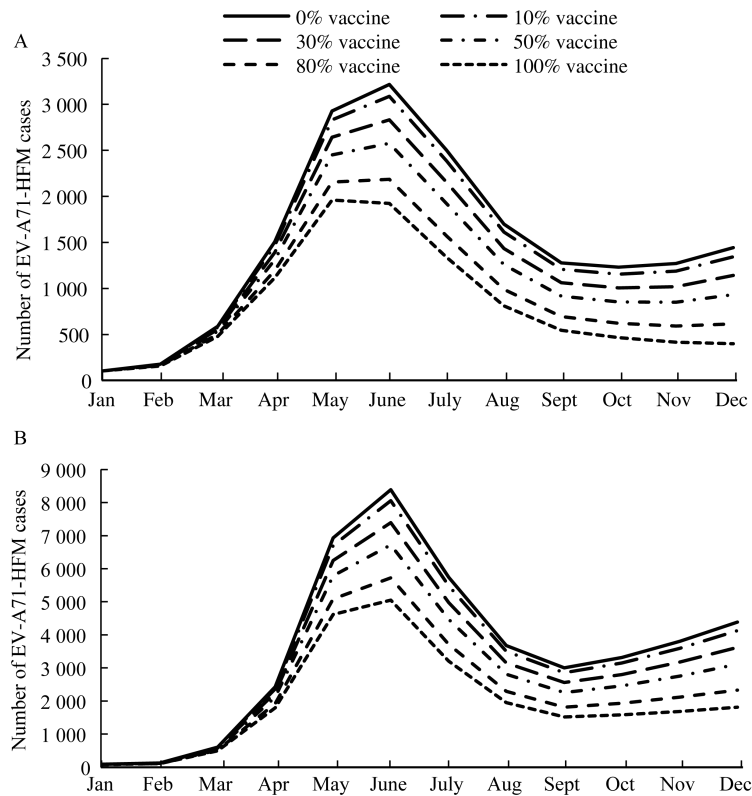 0% vaccine 10% vaccine
30% vaccine 50% vaccine
80% vaccine 100% vaccine
A
Number of EV-A71-HFM cases
3 500
3 000
2 500
2 000
1 500
1 000
500
0
Jan Feb Mar Apr May June July Aug Sept Oct Nov Dec
B
Number of EV-A71-HFM cases
9 000
8 000
7 000
6 000
5 000
4 000
3 000
2 000
1 000
0
Jan Feb Mar Apr May June July Aug Sept Oct Nov Dec